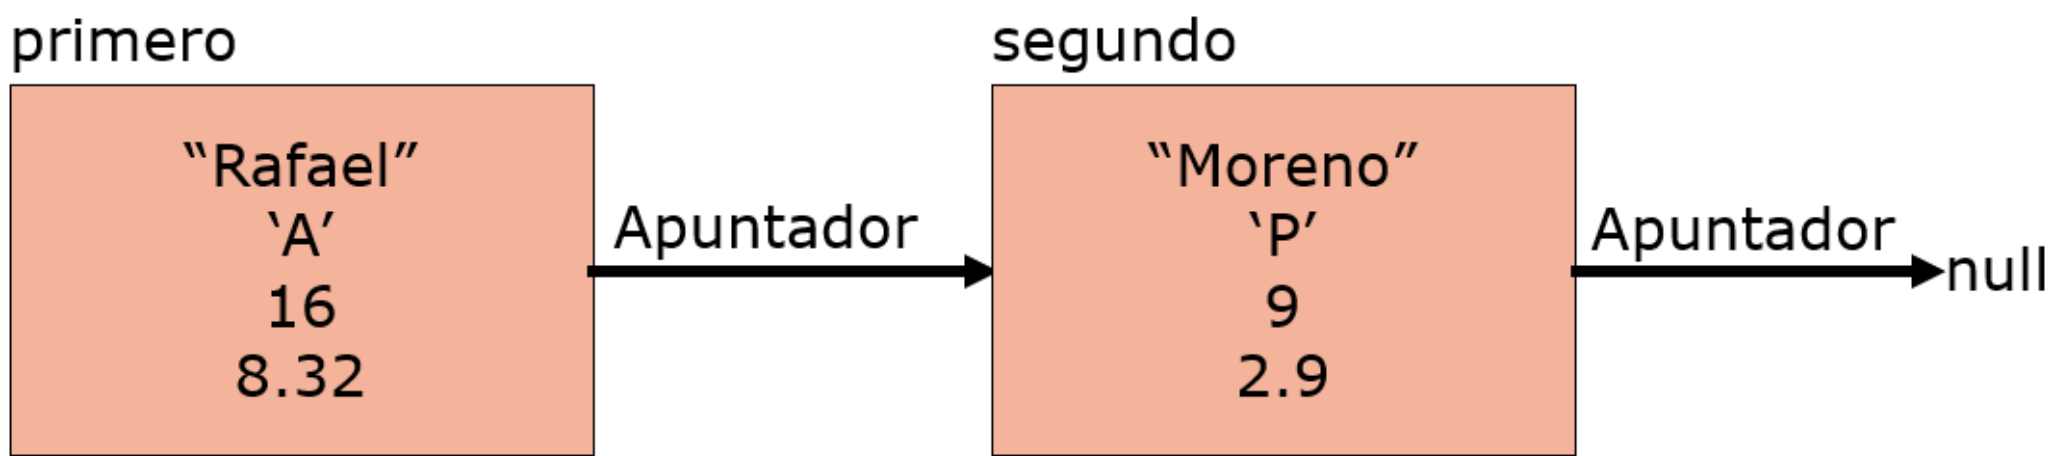 primero
“Rafael”
‘A’
16
8.32
Apuntador
segundo
“Moreno”
‘P’
9
2.9
Apuntador
null